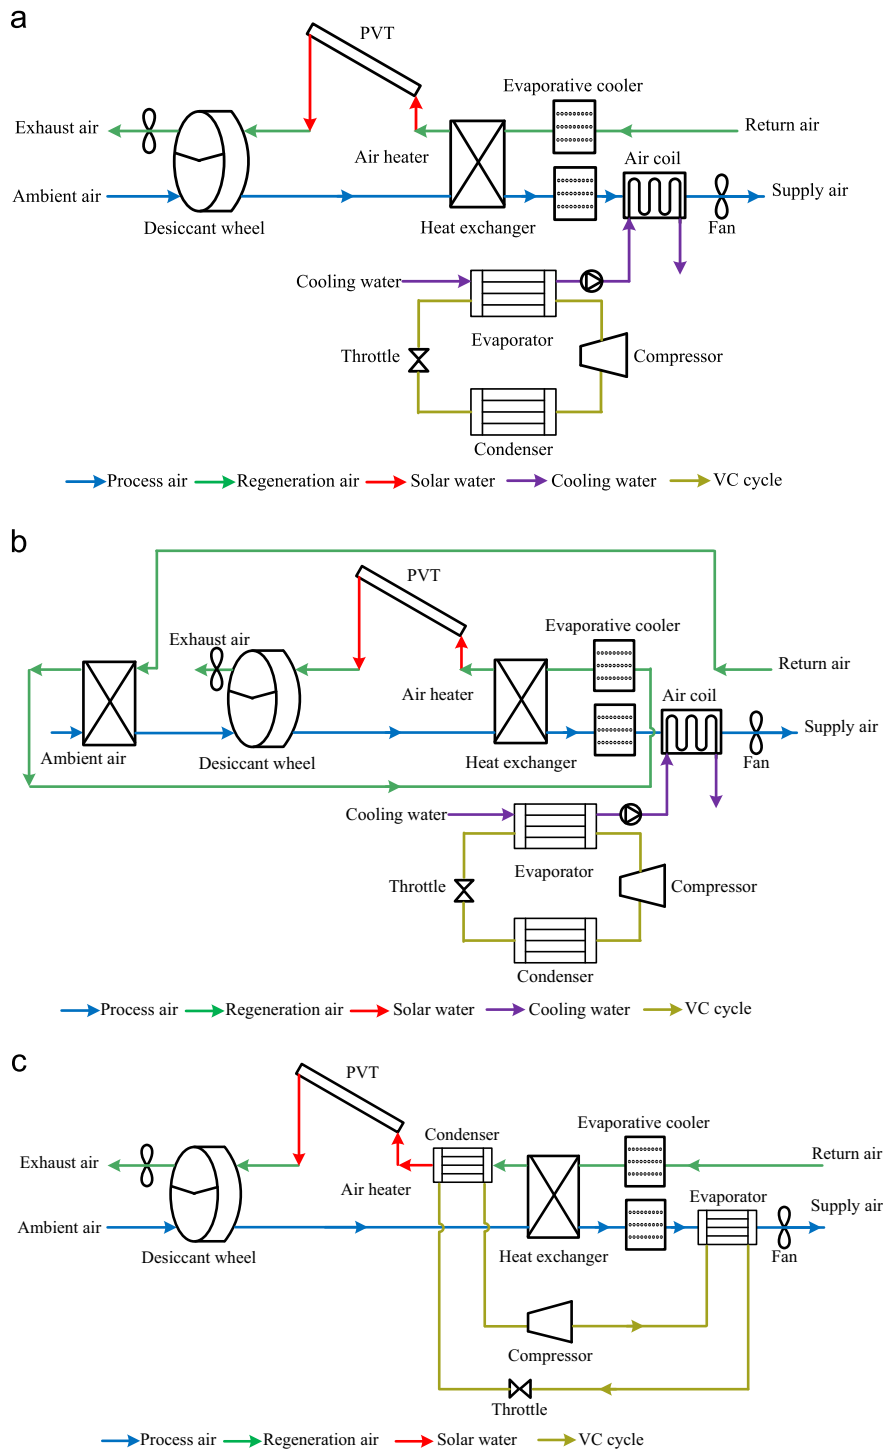 a
PVT
Evaporative cooler
Exhaust air
Return air
Air heater
Air coil
Ambient air
Supply air
Desiccant wheel
Heat exchanger
Fan
Cooling water
Evaporator
Throttle
Compressor
Condenser
Process air
Regeneration air
Solar water
Cooling water
VC cycle
b
PVT
Evaporative cooler
Exhaust air
Return air
Air heater
Air coil
Supply air
Ambient air
Desiccant wheel
Heat exchanger
Fan
Cooling water
Evaporator
Throttle
Compressor
Condenser
Process air
Regeneration air
Solar water
Cooling water
VC cycle
c
PVT
Evaporative cooler
Condenser
Exhaust air
Return air
Air heater
Evaporator
Supply air
Ambient air
Desiccant wheel
Heat exchanger
Fan
Compressor
Throttle
Process air
Regeneration air
Solar water
VC cycle